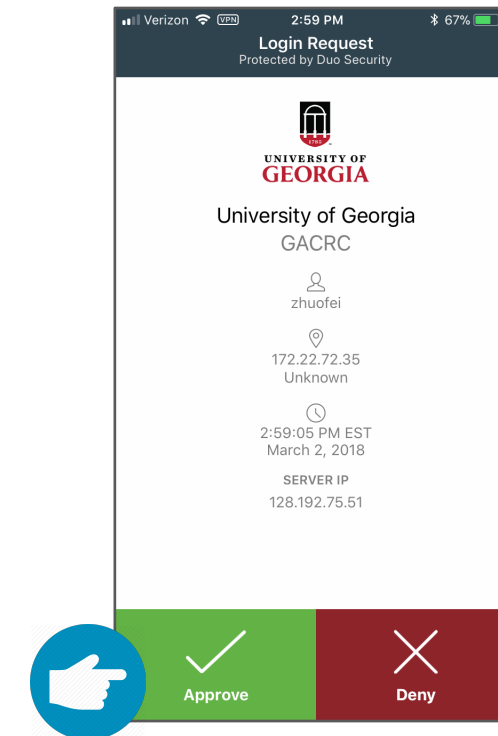 Verizon VPN 2:59 PM 67%
Login Request
Protected by Duo Security
1785
UNIVERSITY OF
GEORGIA
University of Georgia
GACRC
zhuofei
172.22.72.35
Unknown
2:59:05 PM EST
March 2, 2018
SERVER IP
128.192.75.51
Approve Deny